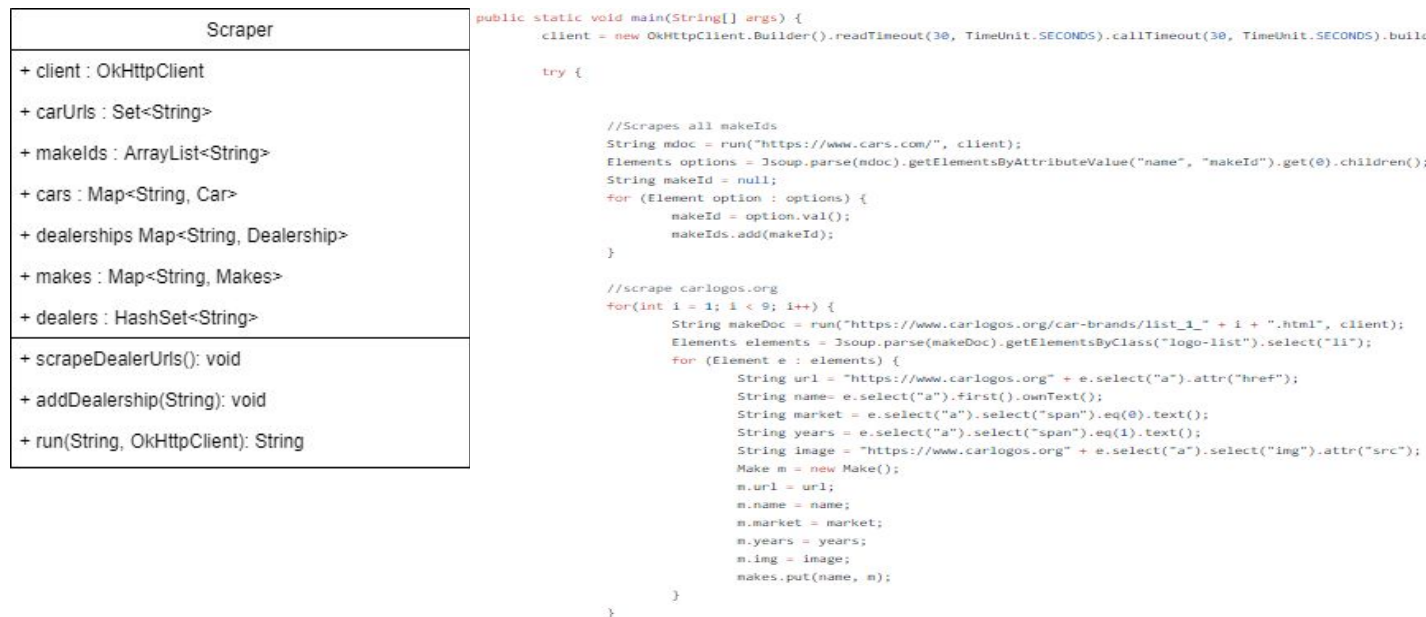 Scraper
+ client : OkHttpClient
+ carUrls : Set<String>
+ makeIds : ArrayList<String>
+ cars : Map<String, Car>
+ dealerships Map<String, Dealership>
+ makes : Map<String, Makes>
+ dealers : HashSet<String>
+ scrapeDealerUrls(): void
+ addDealership(String): void
+ run(String, OkHttpClient): String
public static void main(String[] args) {
client = new OkHttpClient.Builder().readTimeout(30, TimeUnit.SECONDS).callTimeout(30, TimeUnit.SECONDS).build
try {
//Scrapes all makeIds
String mdoc = run("https://www.cars.com/", client);
Elements options = Jsoup.parse(mdoc).getElementsByAttributeValue("name", "makeId").get(0).children();
String makeId = null;
for (Element option : options) {
makeId = option.val();
makeIds.add(makeId);
}
//scrape carlogos.org
for(int i = 1; i < 9; i++) {
String makeDoc = run("https://www.carlogos.org/car-brands/list_1_" + i + ".html", client);
Elements elements = Jsoup.parse(makeDoc).getElementsByClass("logo-list").select("li");
for (Element e : elements) {
String url = "https://www.carlogos.org" + e.select("a").attr("href");
String name= e.select("a").first().ownText();
String market = e.select("a").select("span").eq(0).text();
String years = e.select("a").select("span").eq(1).text();
String image = "https://www.carlogos.org" + e.select("a").select("img").attr("src");
Make m = new Make();
m.url = url;
m.name = name;
m.market = market;
m.years = years;
m.img = image;
makes.put(name, m);
}
}